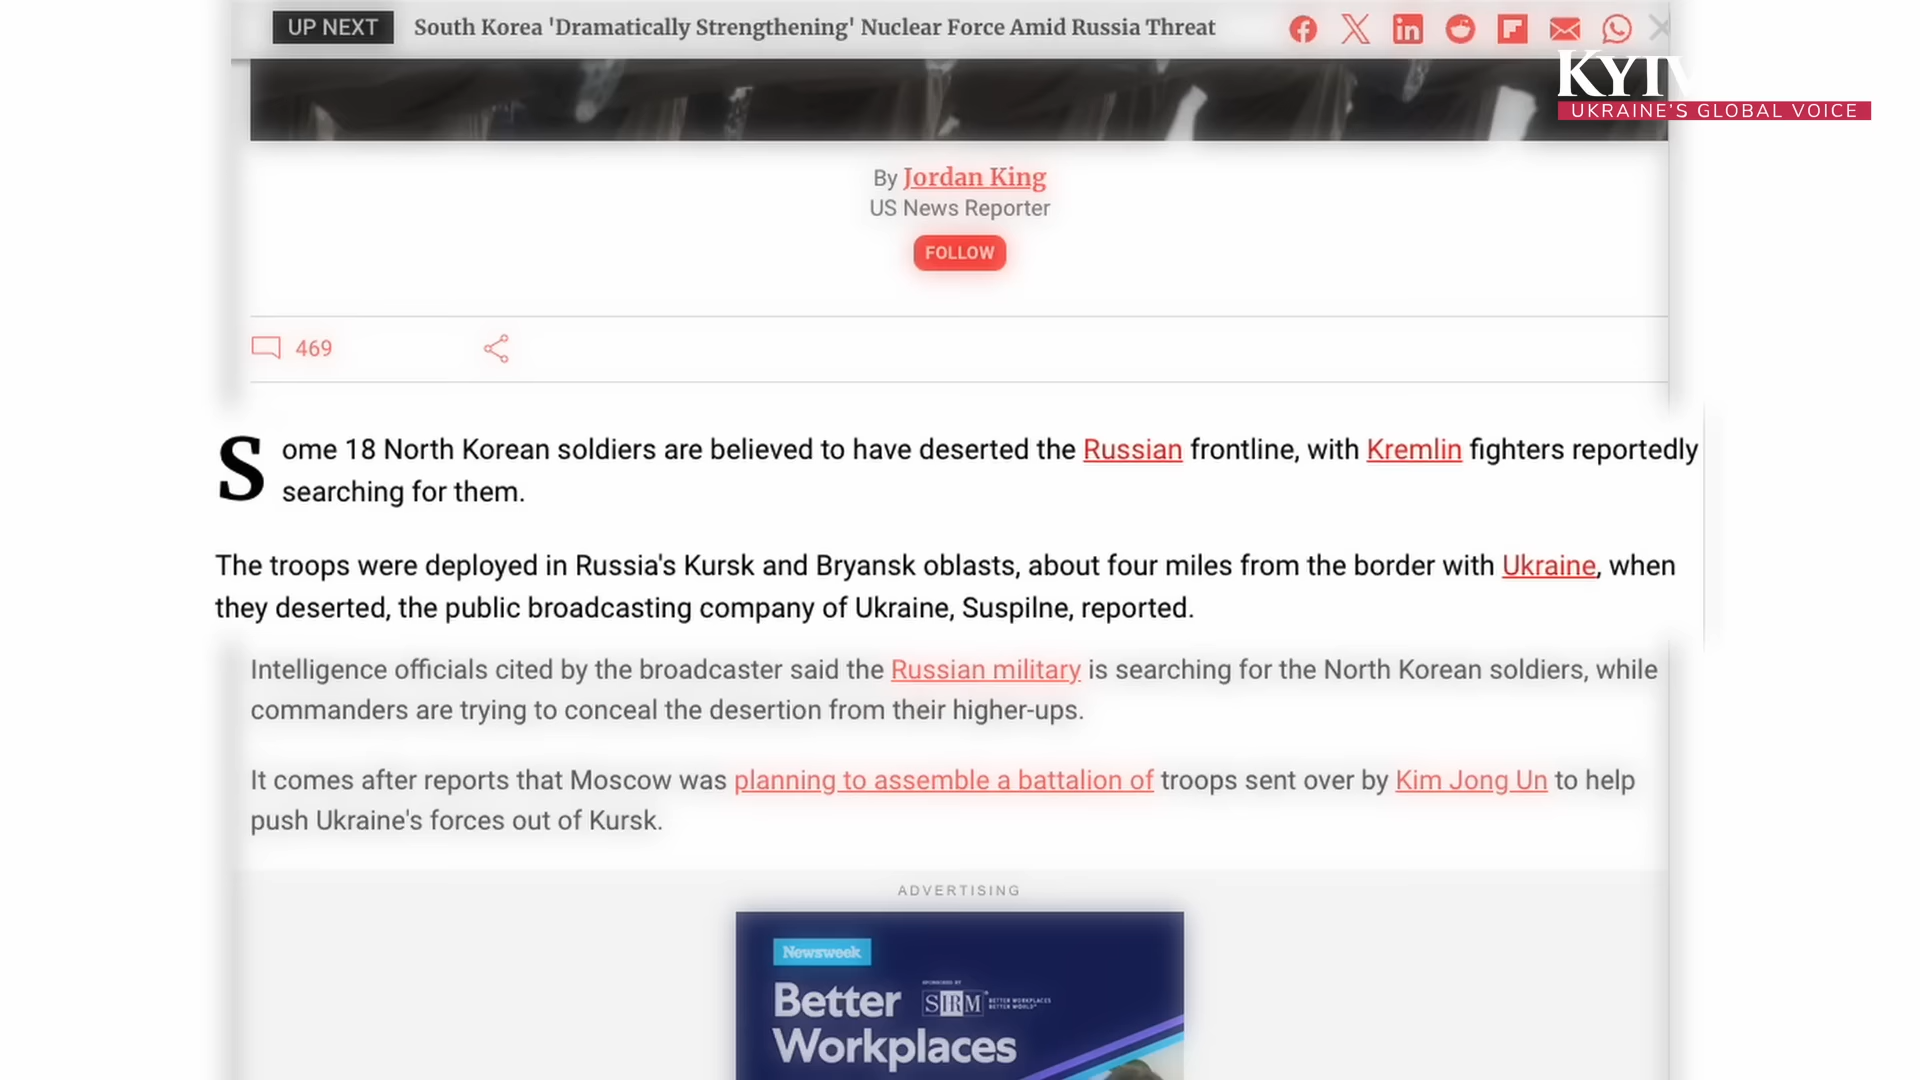 UP NEXT South Korea 'Dramatically Strengthening' Nuclear Force Amid Russia Threat
UKRAINE'S GLOBAL VOICE
By Jordan King
US News Reporter
FOLLOW
469
Some 18 North Korean soldiers are believed to have deserted the Russian frontline, with Kremlin fighters reportedly
searching for them.
The troops were deployed in Russia's Kursk and Bryansk oblasts, about four miles from the border with Ukraine, when
they deserted, the public broadcasting company of Ukraine, Suspilne, reported.
Intelligence officials cited by the broadcaster said the Russian military is searching for the North Korean soldiers, while
commanders are trying to conceal the desertion from their higher-ups.
It comes after reports that Moscow was planning to assemble a battalion of troops sent over by Kim Jong Un to help
push Ukraine's forces out of Kursk.
ADVERTISING
Newsweek
SPONSORED BY
Better SHRM BETTER WORKPLACES
BETTER WORLD
Workplaces